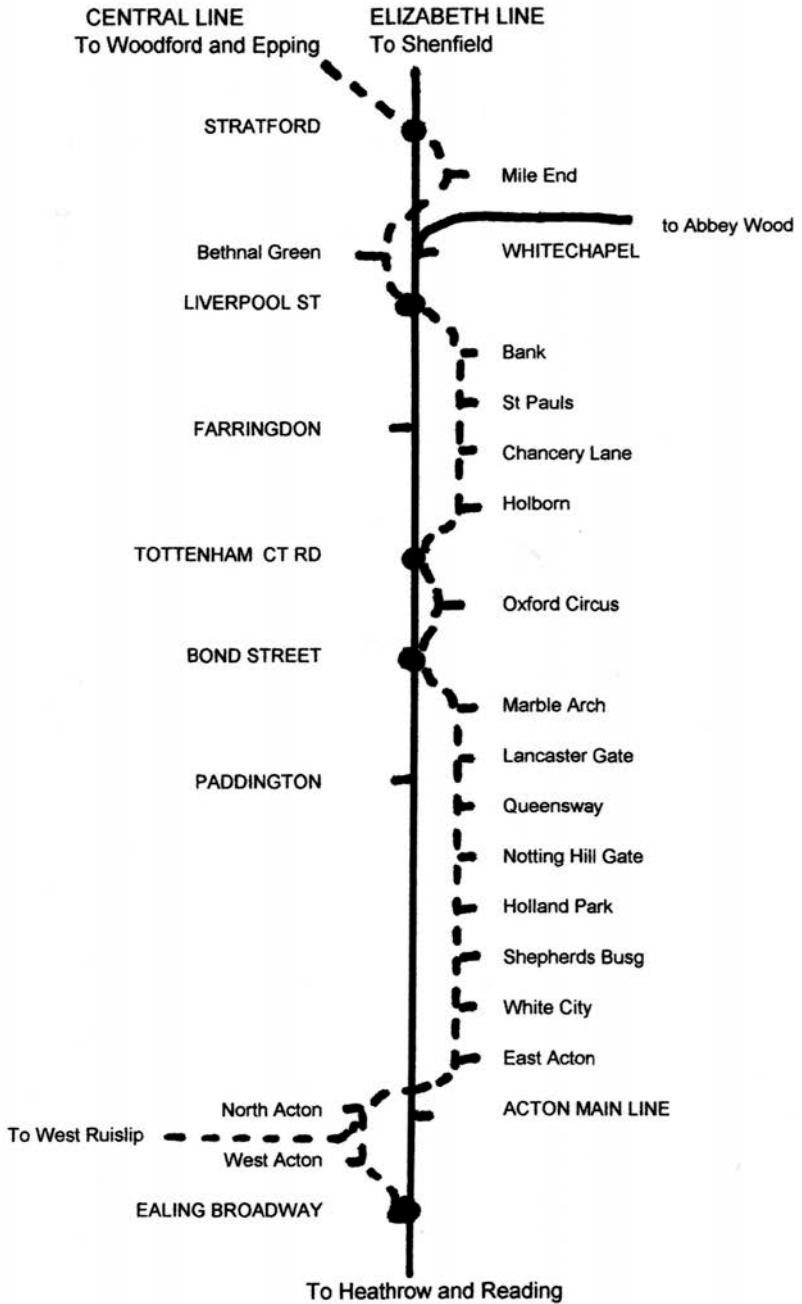 CENTRAL LINE
To Woodford and Epping
ELIZABETH LINE
To Shenfield
STRATFORD
Mile End
to Abbey Wood
Bethnal Green
WHITECHAPEL
LIVERPOOL ST
Bank
St Pauls
FARRINGDON
Chancery Lane
Holborn
TOTTENHAM CT RD
Oxford Circus
BOND STREET
Marble Arch
Lancaster Gate
PADDINGTON
Queensway
Notting Hill Gate
Holland Park
Shepherds Busg
White City
East Acton
North Acton
ACTON MAIN LINE
To West Ruislip
West Acton
EALING BROADWAY
To Heathrow and Reading